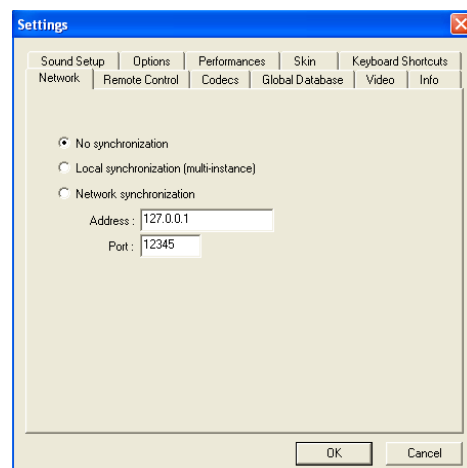 Settings
Sound Setup Options Performances Skin Keyboard Shortcuts
Network Remote Control Codecs Global Database Video Info
No synchronization
Local synchronization (multi-instance)
Network synchronization
Address : 127.0.0.1
Port : 12345
OK Cancel